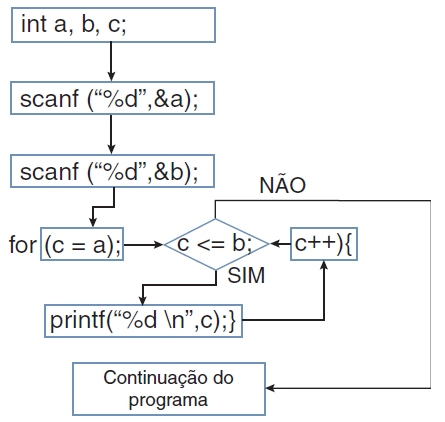 int a, b, c;
scanf (“%d”,&a);
scanf (“%d”,&b);
NÃO
for (c = a); c <= b; c++){
SIM
printf(“%d \n”,c);}
Continuação do
programa